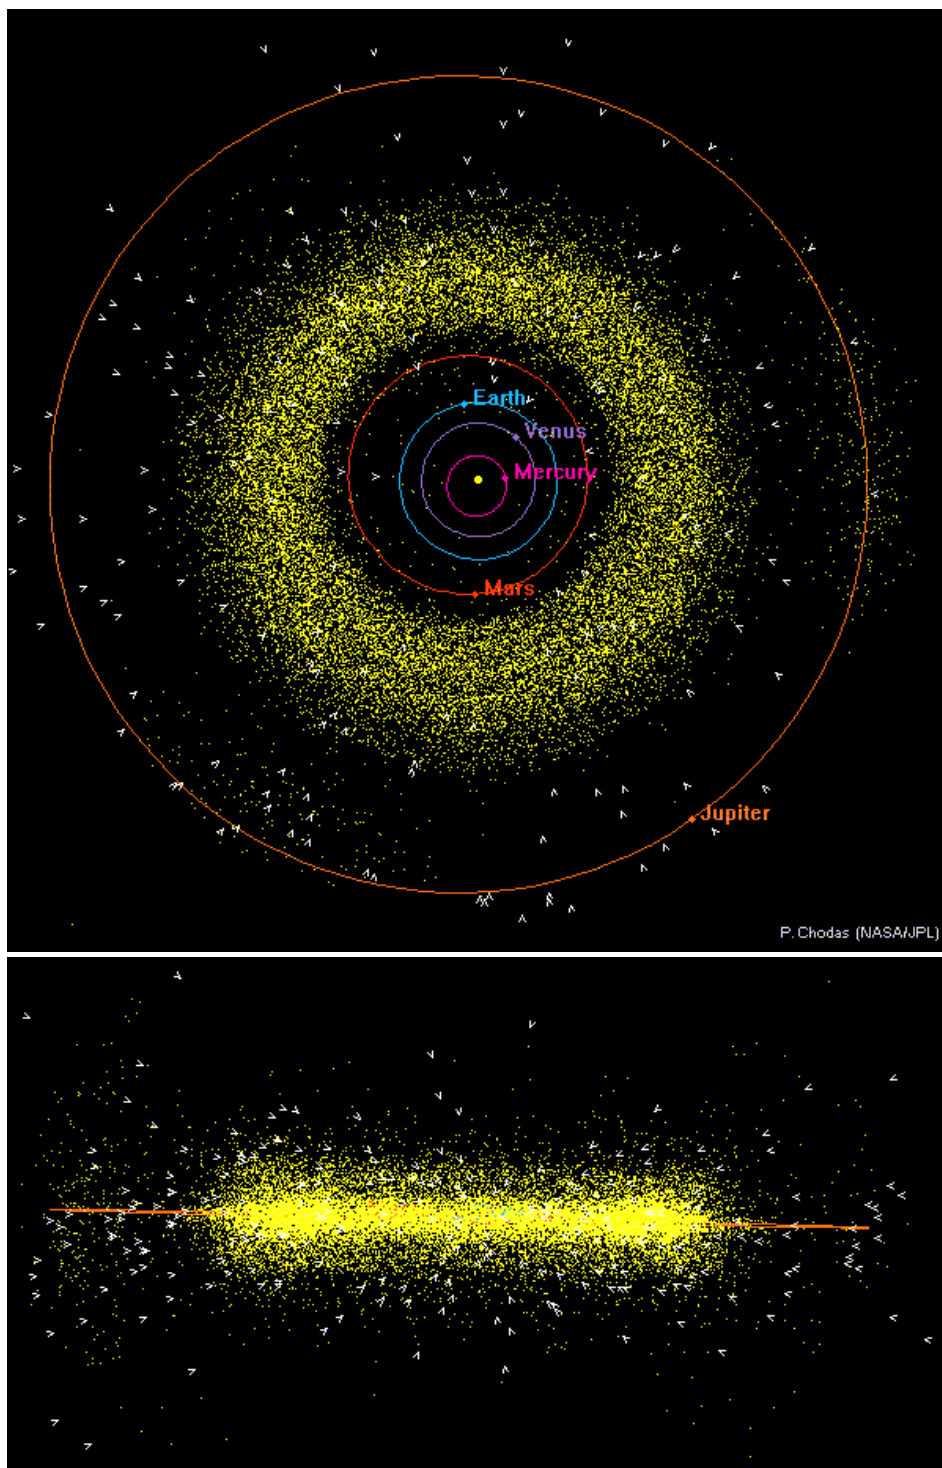 Earth
Venus
Mercury
Mars
Jupiter
P. Chodas (NASA/JPL)